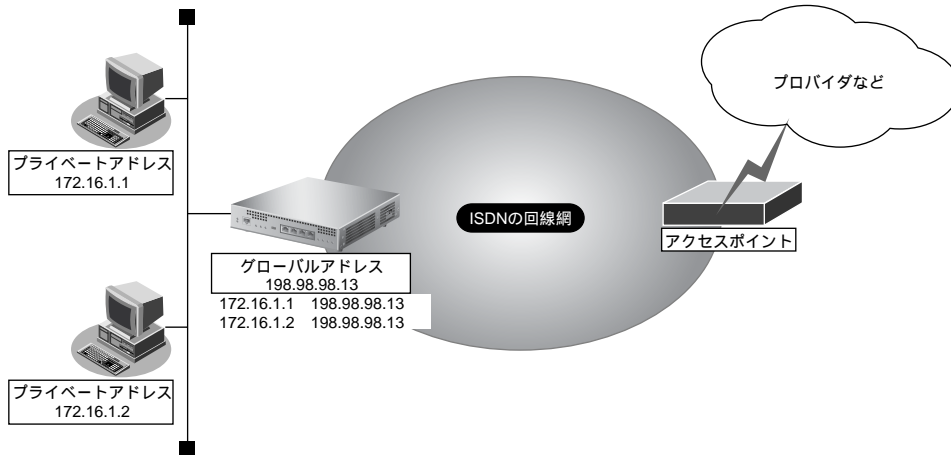 プロバイダなど
プライベートアドレス
172.16.1.1
ISDNの回線網
アクセスポイント
グローバルアドレス
198.98.98.13
172.16.1.1 198.98.98.13
172.16.1.2 198.98.98.13
プライベートアドレス
172.16.1.2